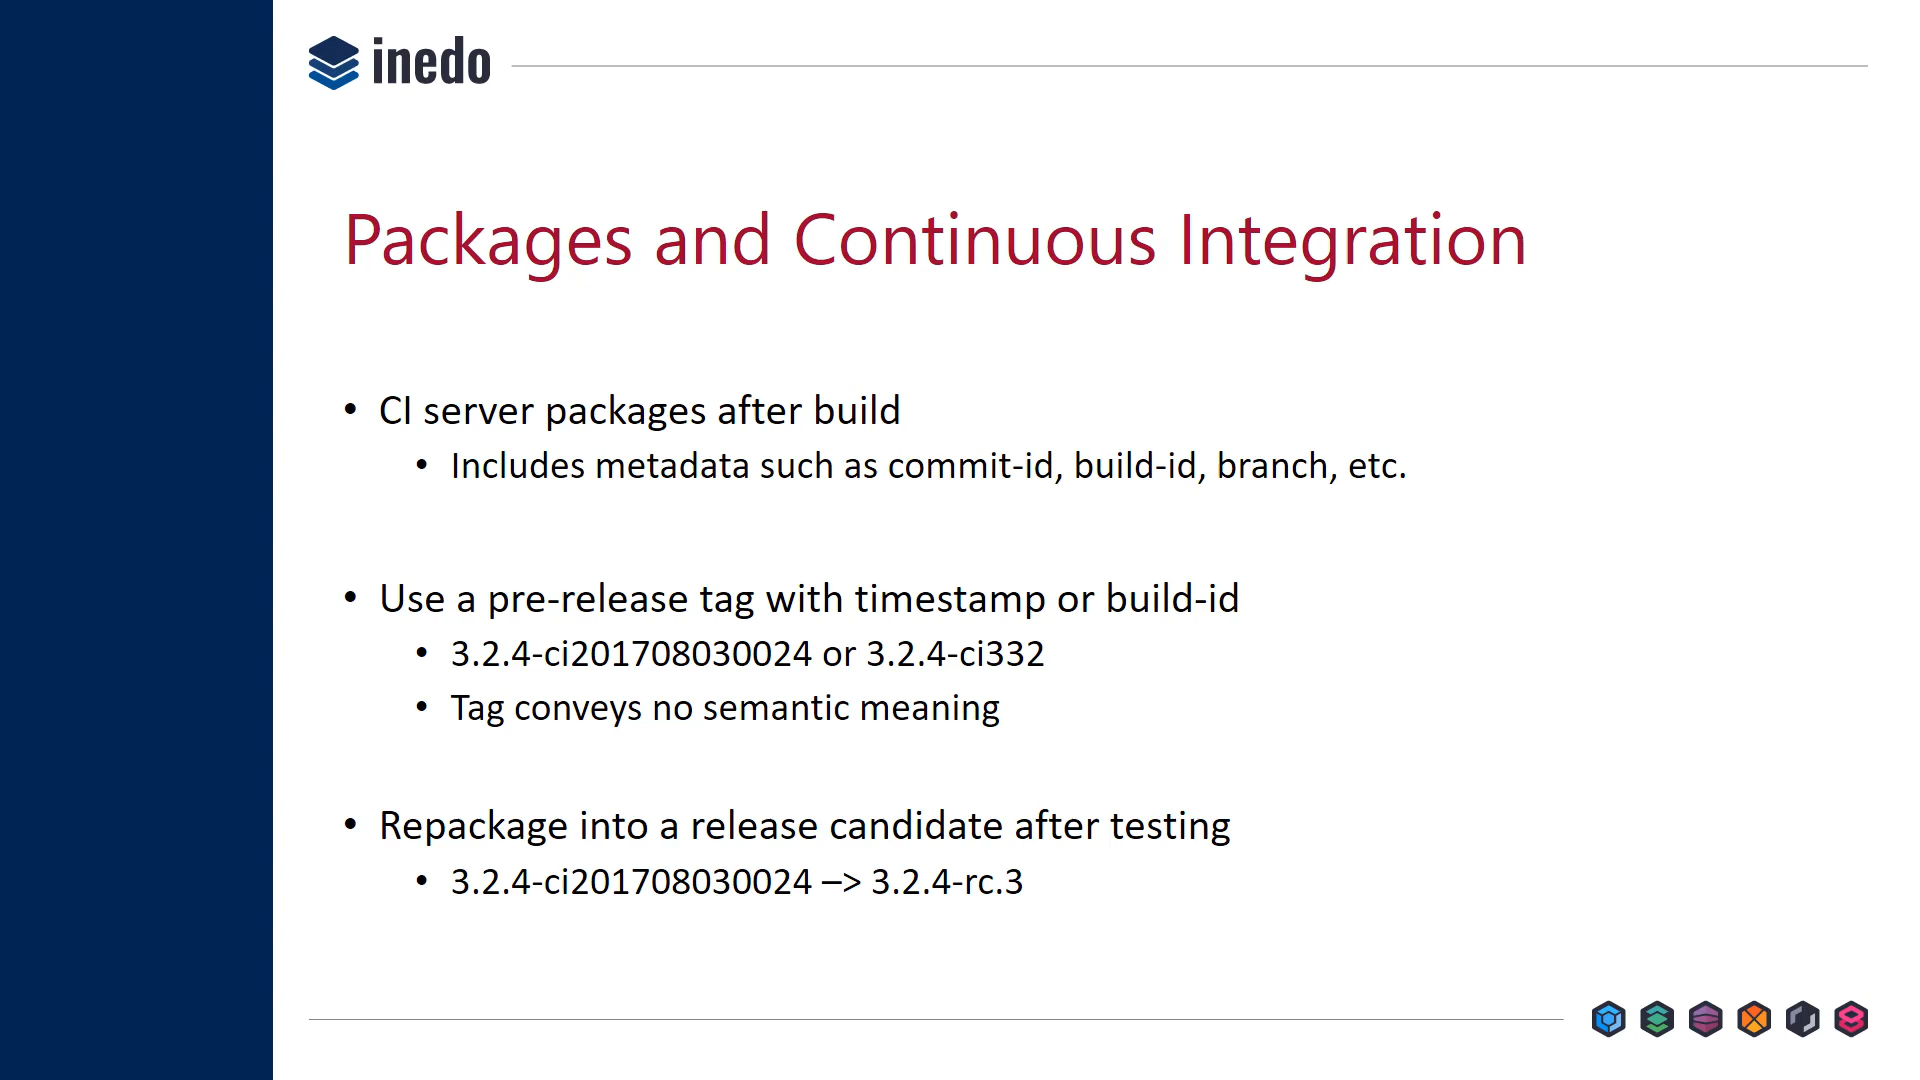 inedo
Packages and Continuous Integration
• CI server packages after build
• Includes metadata such as commit-id, build-id, branch, etc.
• Use a pre-release tag with timestamp or build-id
• 3.2.4-ci201708030024 or 3.2.4-ci332
• Tag conveys no semantic meaning
• Repackage into a release candidate after testing
• 3.2.4-ci201708030024 –> 3.2.4-rc.3